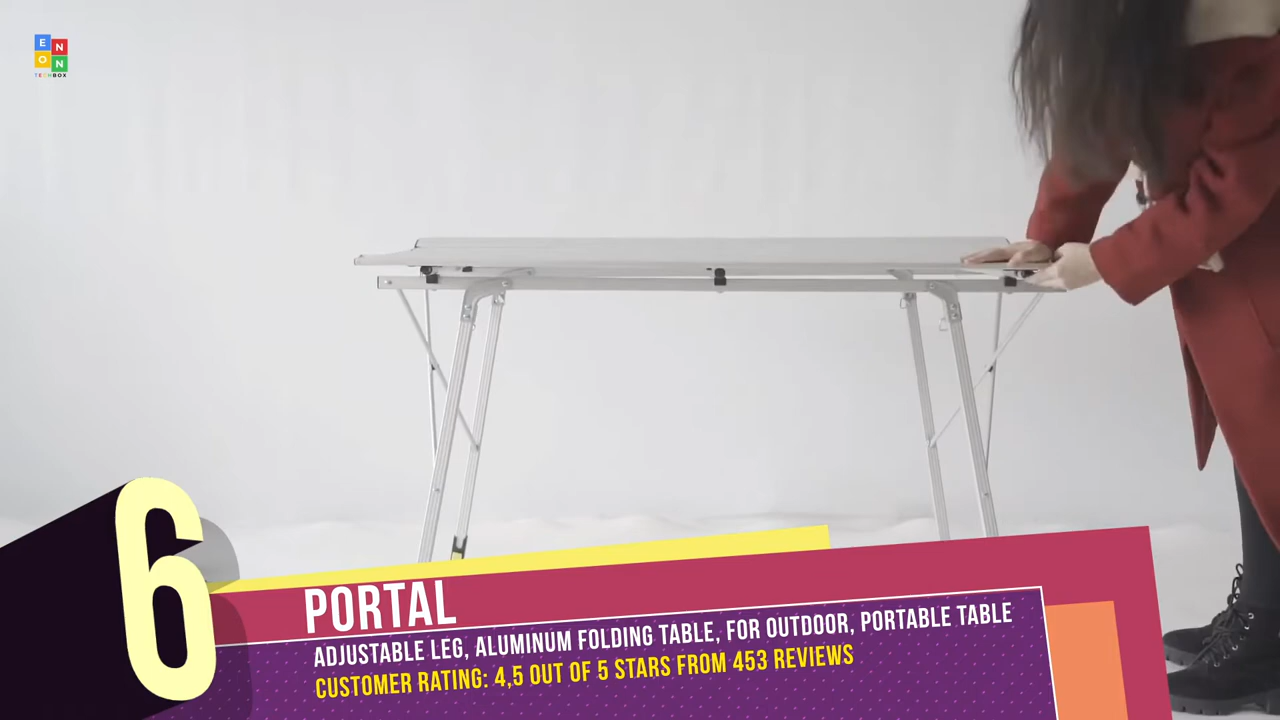 E N
O N
TECHBOX
6
PORTAL
ADJUSTABLE LEG, ALUMINUM FOLDING TABLE, FOR OUTDOOR, PORTABLE TABLE
CUSTOMER RATING: 4,5 OUT OF 5 STARS FROM 453 REVIEWS